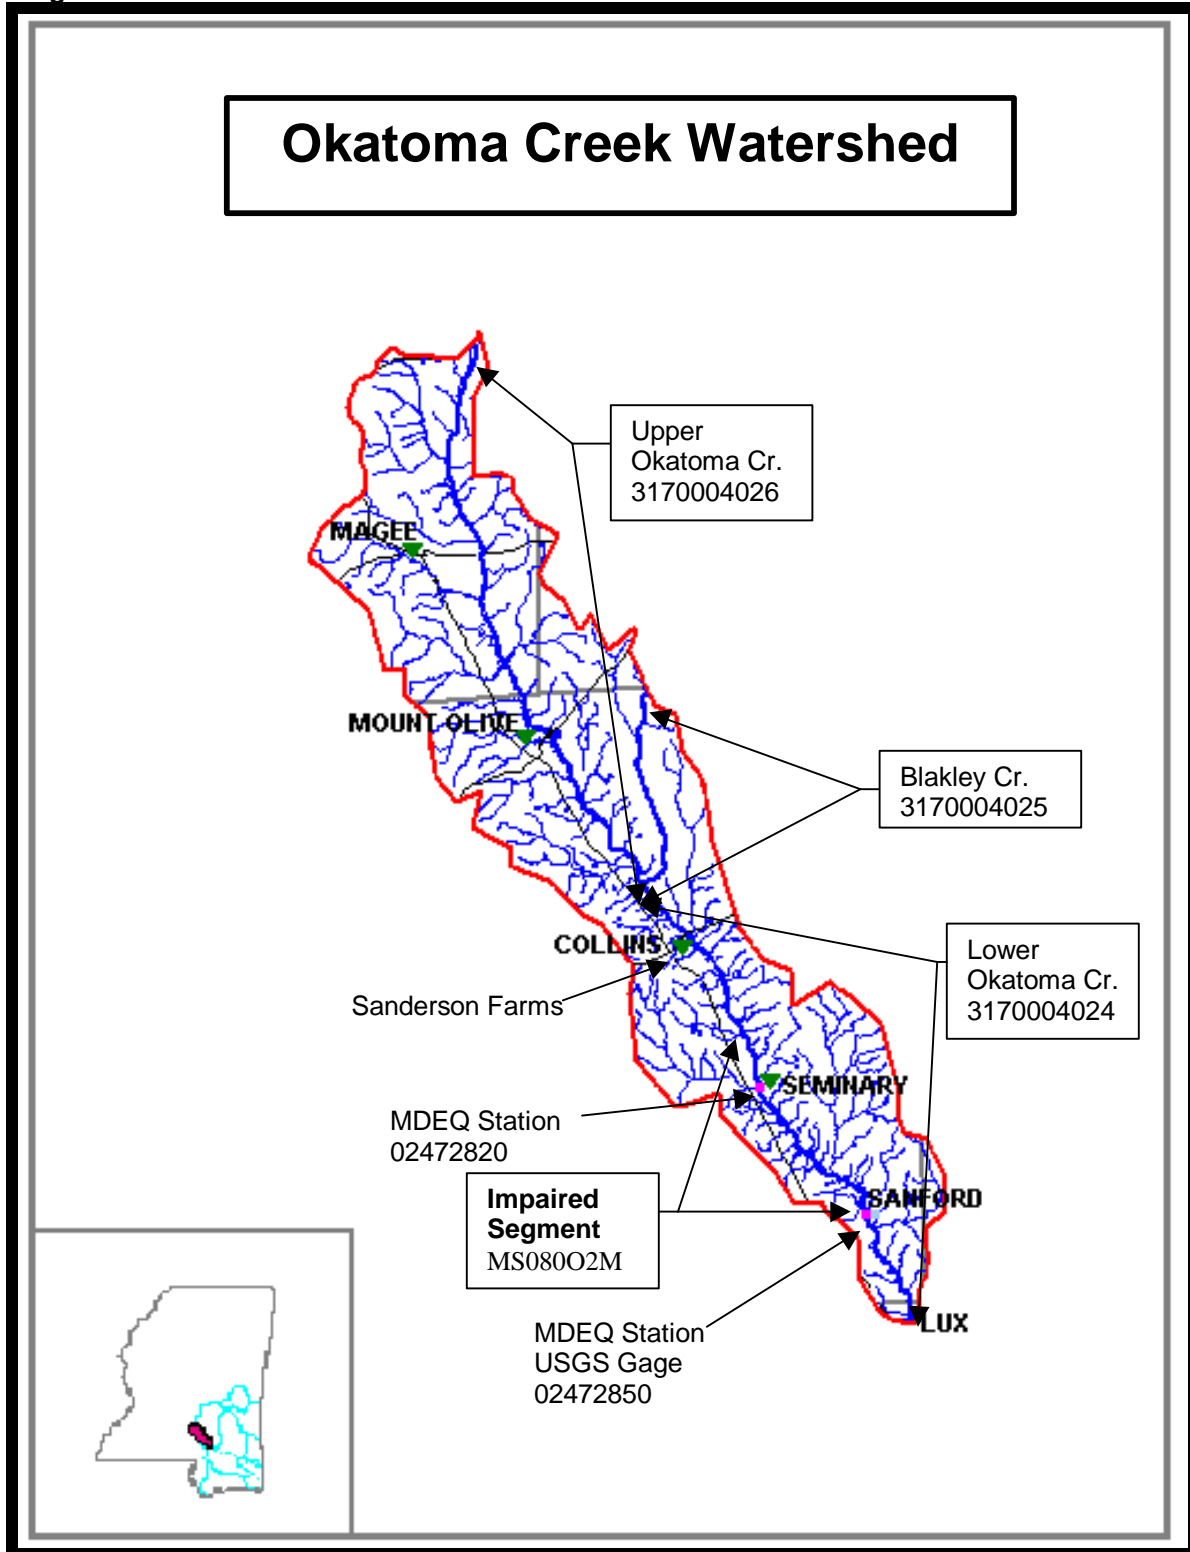 Okatoma Creek Watershed
Upper
Okatoma Cr.
3170004026
MAGEE
MOUNT OLIVE
Blakley Cr.
3170004025
COLLINS
Lower
Okatoma Cr.
3170004024
Sanderson Farms
SEMINARY
MDEQ Station
02472820
Impaired
Segment
MS080O2M
SANFORD
LUX
MDEQ Station
USGS Gage
02472850